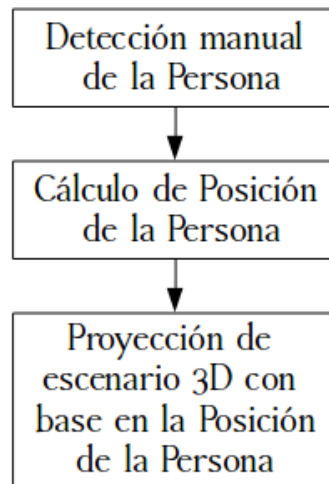 Detección manual
de la Persona
Cálculo de Posición
de la Persona
Proyección de
escenario 3D con
base en la Posición
de la Persona